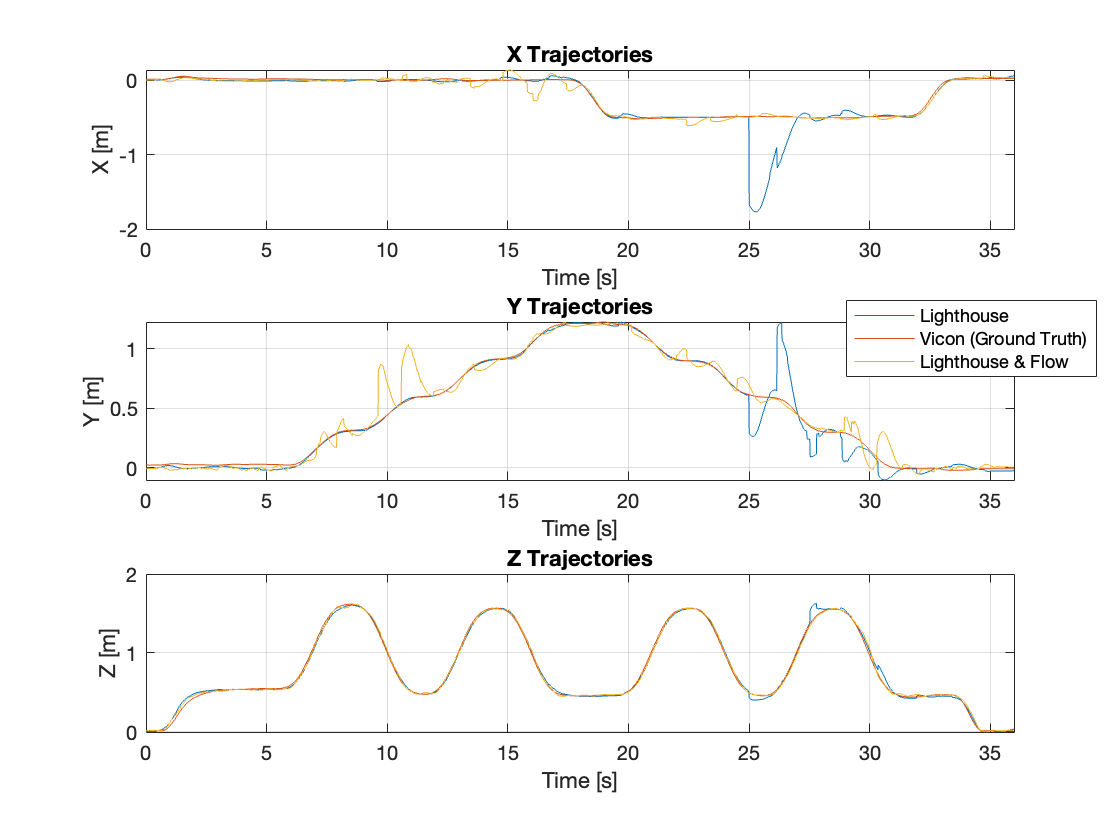 X Trajectories
0
-1
-2
X [m]
0 5 10 15 20 25 30 35
Time [s]
Y Trajectories
1
0.5
0
Y [m]
0 5 10 15 20 25 30 35
Time [s]
Lighthouse
Vicon (Ground Truth)
Lighthouse & Flow
Z Trajectories
2
1
0
Z [m]
0 5 10 15 20 25 30 35
Time [s]